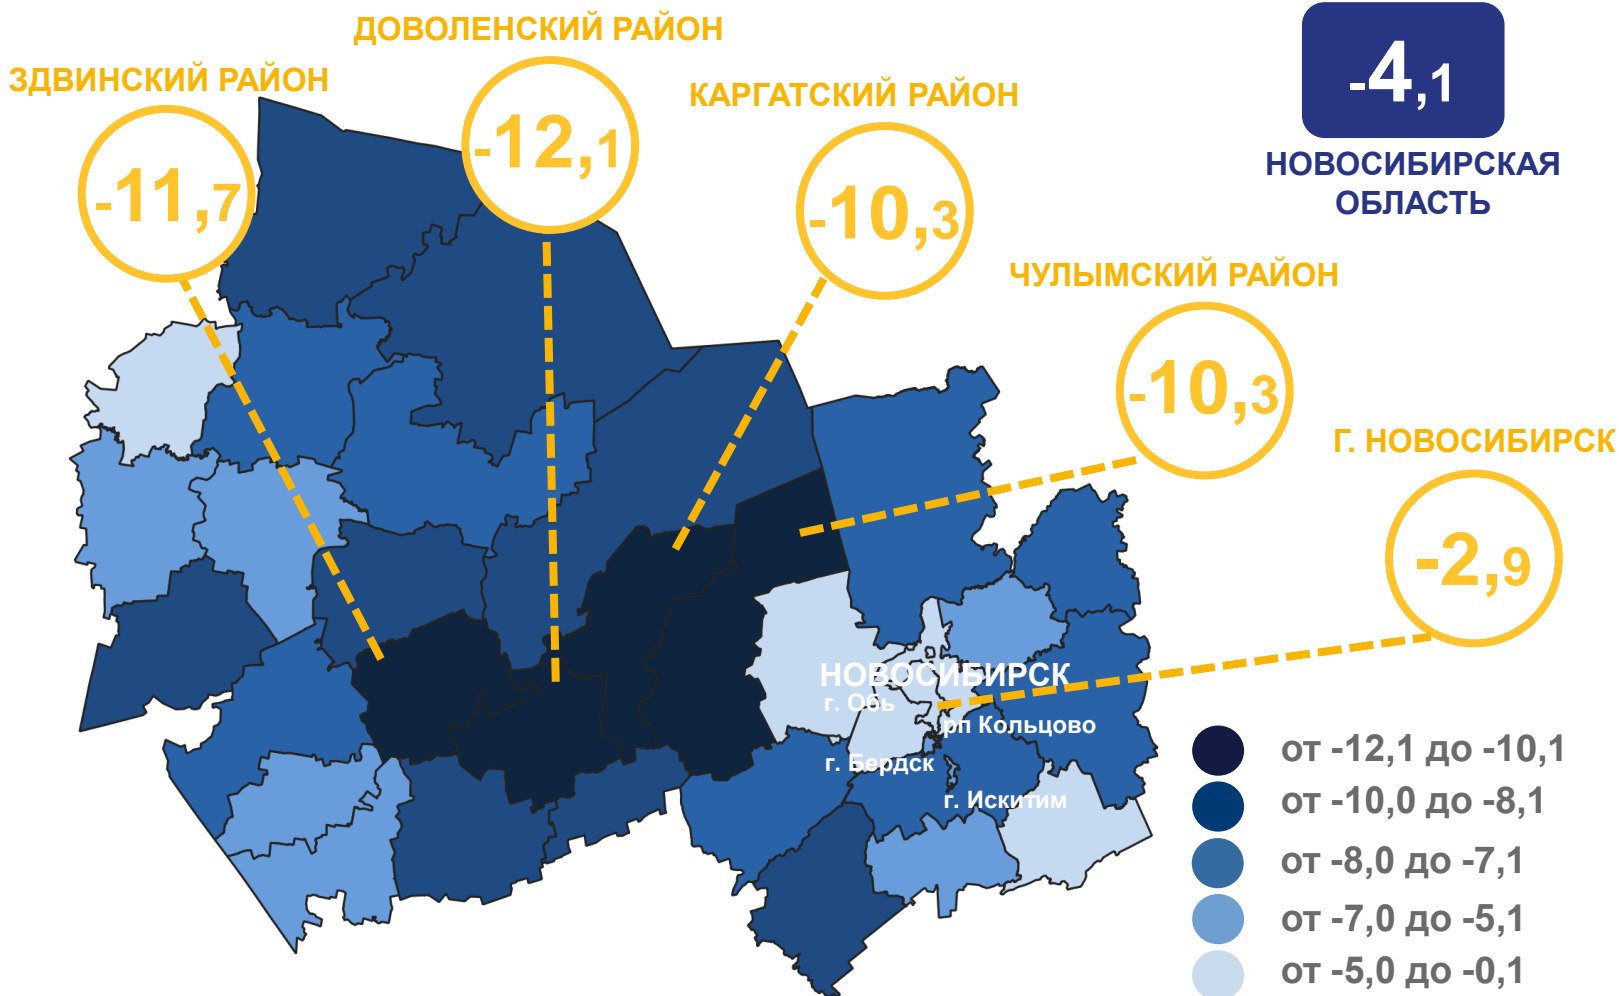 ДОВОЛЕНСКИЙ РАЙОН
-12,1
ЗДВИНСКИЙ РАЙОН
-11,7
КАРГАТСКИЙ РАЙОН
-10,3
-4,1
НОВОСИБИРСКАЯ
ОБЛАСТЬ
ЧУЛЫМСКИЙ РАЙОН
-10,3
Г. НОВОСИБИРСК
-2,9
НОВОСИБИРСК
г. Обь
рп Кольцово
г. Бердск
г. Искитим
от -12,1 до -10,1
от -10,0 до -8,1
от -8,0 до -7,1
от -7,0 до -5,1
от -5,0 до -0,1